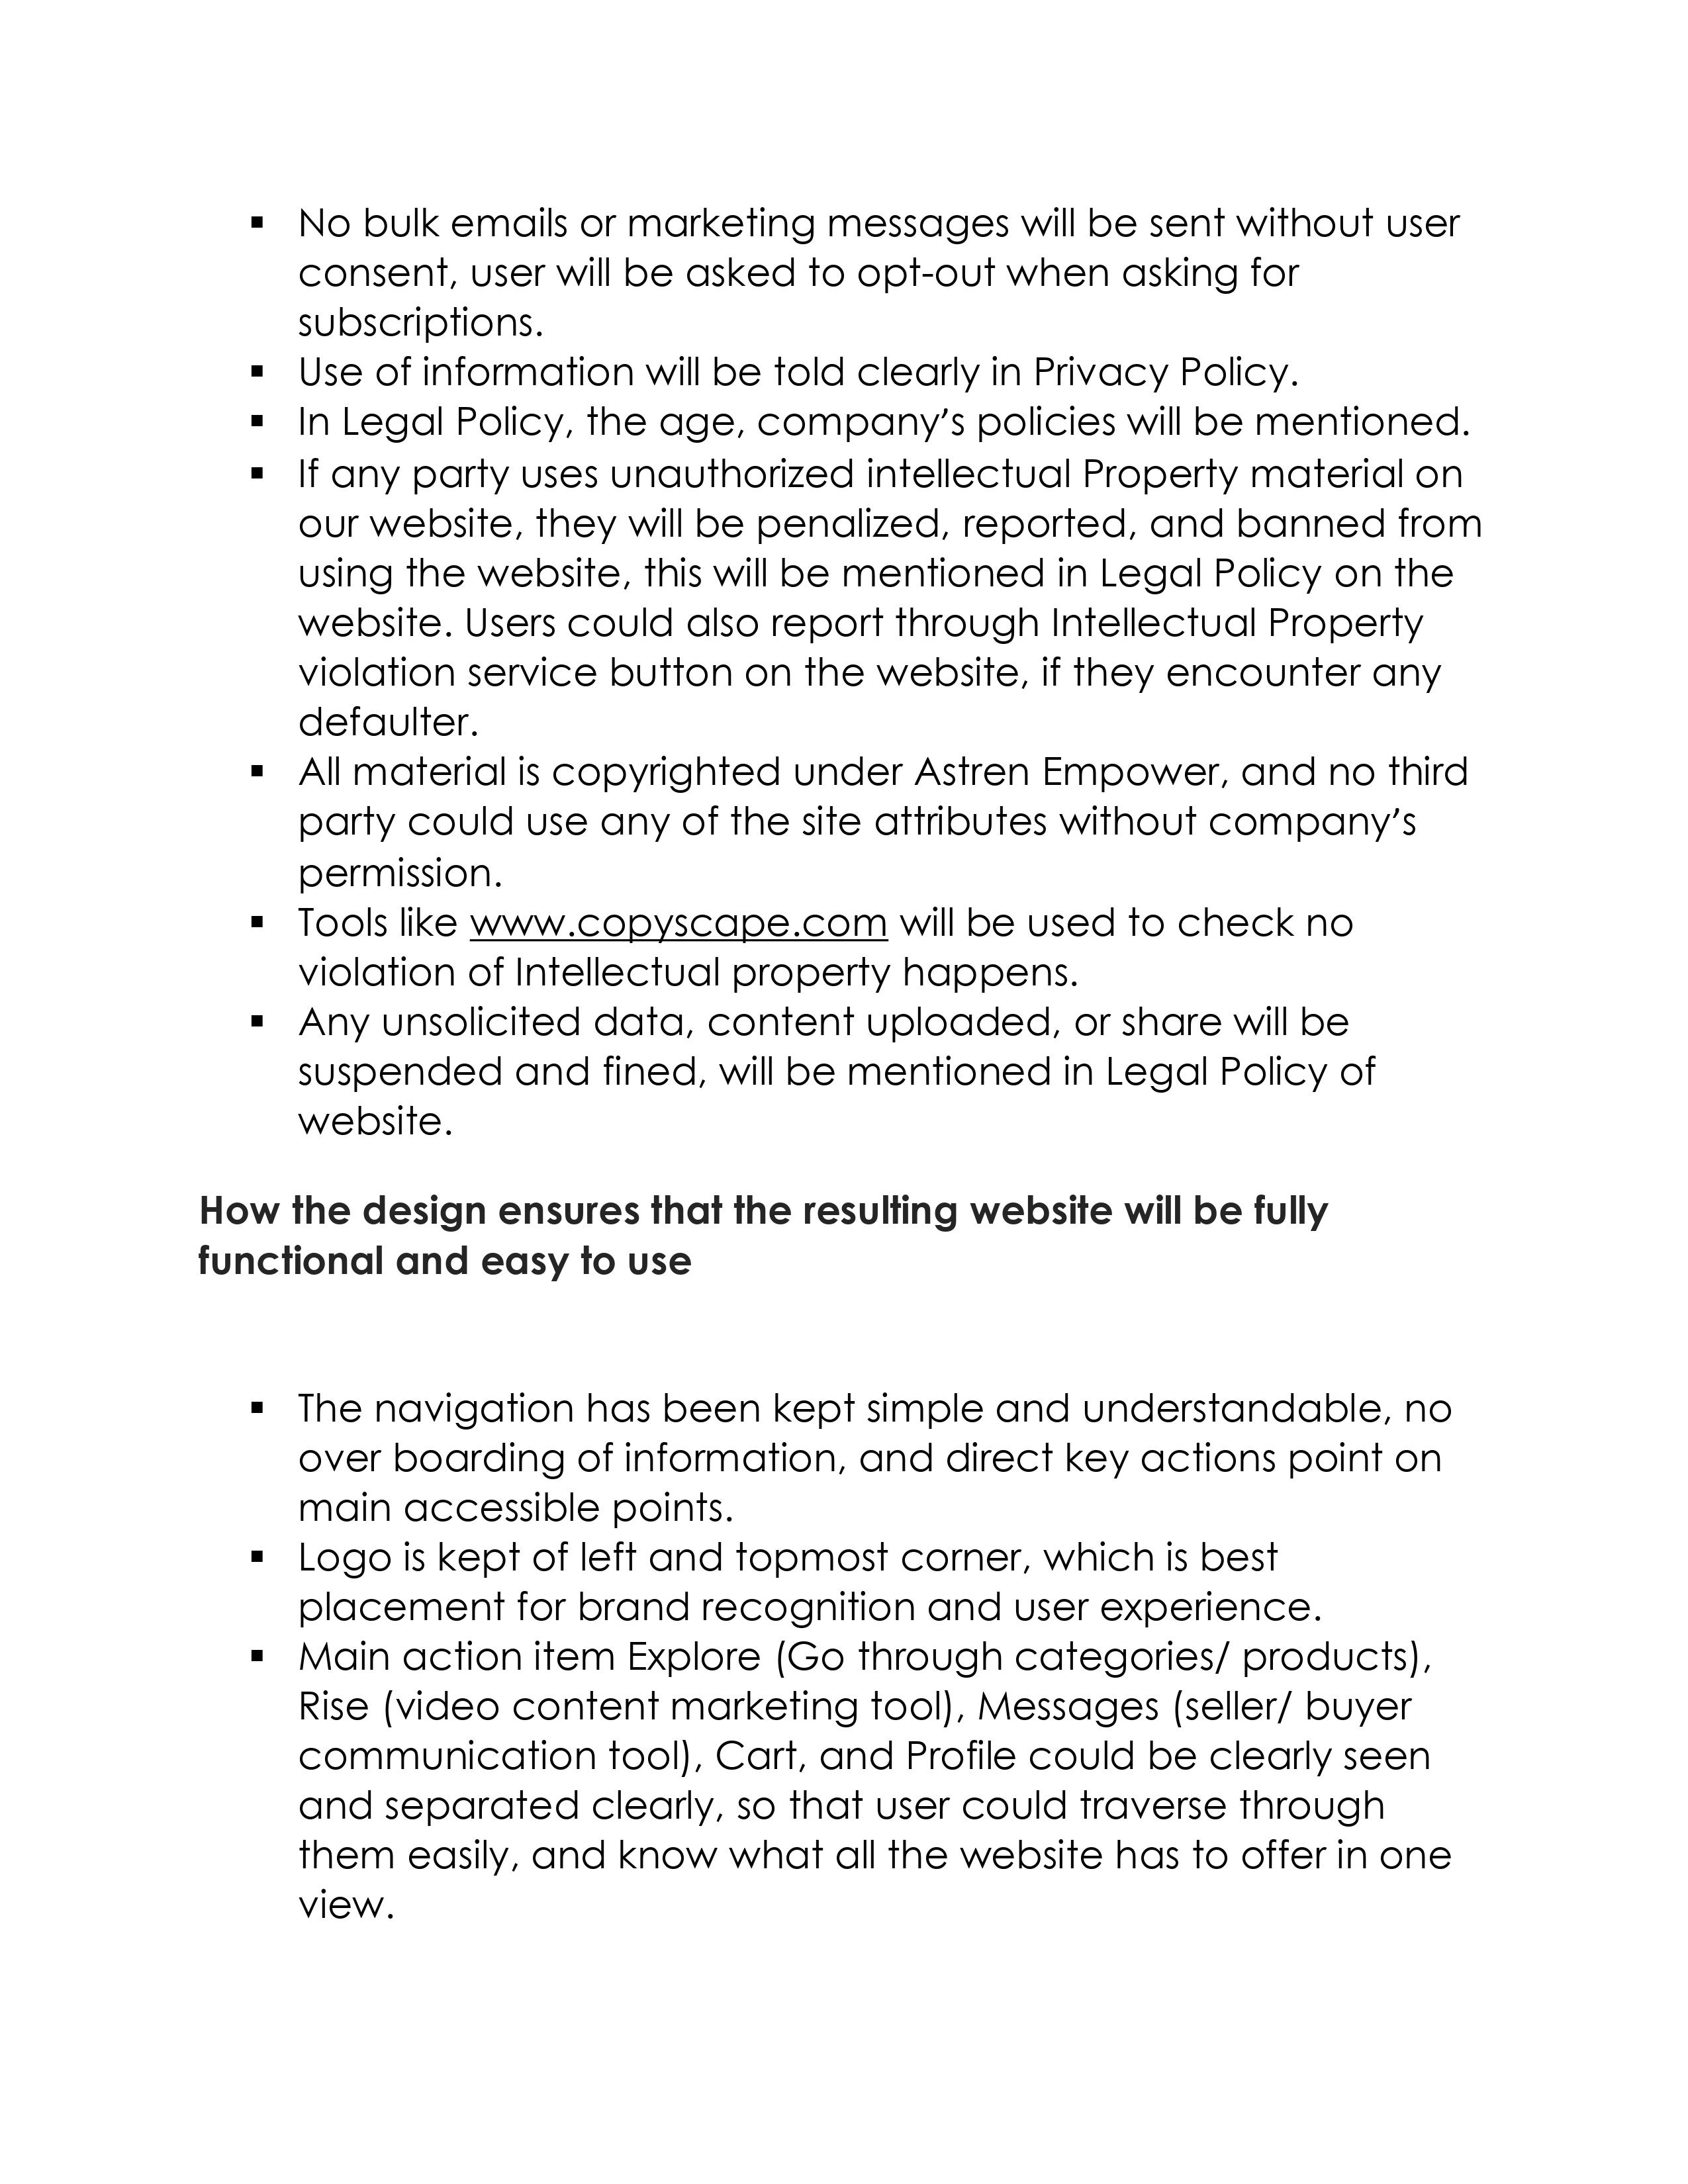 ▪ No bulk emails or marketing messages will be sent without user
consent, user will be asked to opt-out when asking for
subscriptions.
▪ Use of information will be told clearly in Privacy Policy.
▪ In Legal Policy, the age, company’s policies will be mentioned.
▪ If any party uses unauthorized intellectual Property material on
our website, they will be penalized, reported, and banned from
using the website, this will be mentioned in Legal Policy on the
website. Users could also report through Intellectual Property
violation service button on the website, if they encounter any
defaulter.
▪ All material is copyrighted under Astren Empower, and no third
party could use any of the site attributes without company’s
permission.
▪ Tools like www.copyscape.com will be used to check no
violation of Intellectual property happens.
▪ Any unsolicited data, content uploaded, or share will be
suspended and fined, will be mentioned in Legal Policy of
website.
How the design ensures that the resulting website will be fully
functional and easy to use
▪ The navigation has been kept simple and understandable, no
over boarding of information, and direct key actions point on
main accessible points.
▪ Logo is kept of left and topmost corner, which is best
placement for brand recognition and user experience.
▪ Main action item Explore (Go through categories/ products),
Rise (video content marketing tool), Messages (seller/ buyer
communication tool), Cart, and Profile could be clearly seen
and separated clearly, so that user could traverse through
them easily, and know what all the website has to offer in one
view.